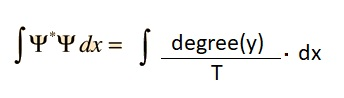 ∫Ψ*Ψ dx = ∫ degree(y)/T · dx